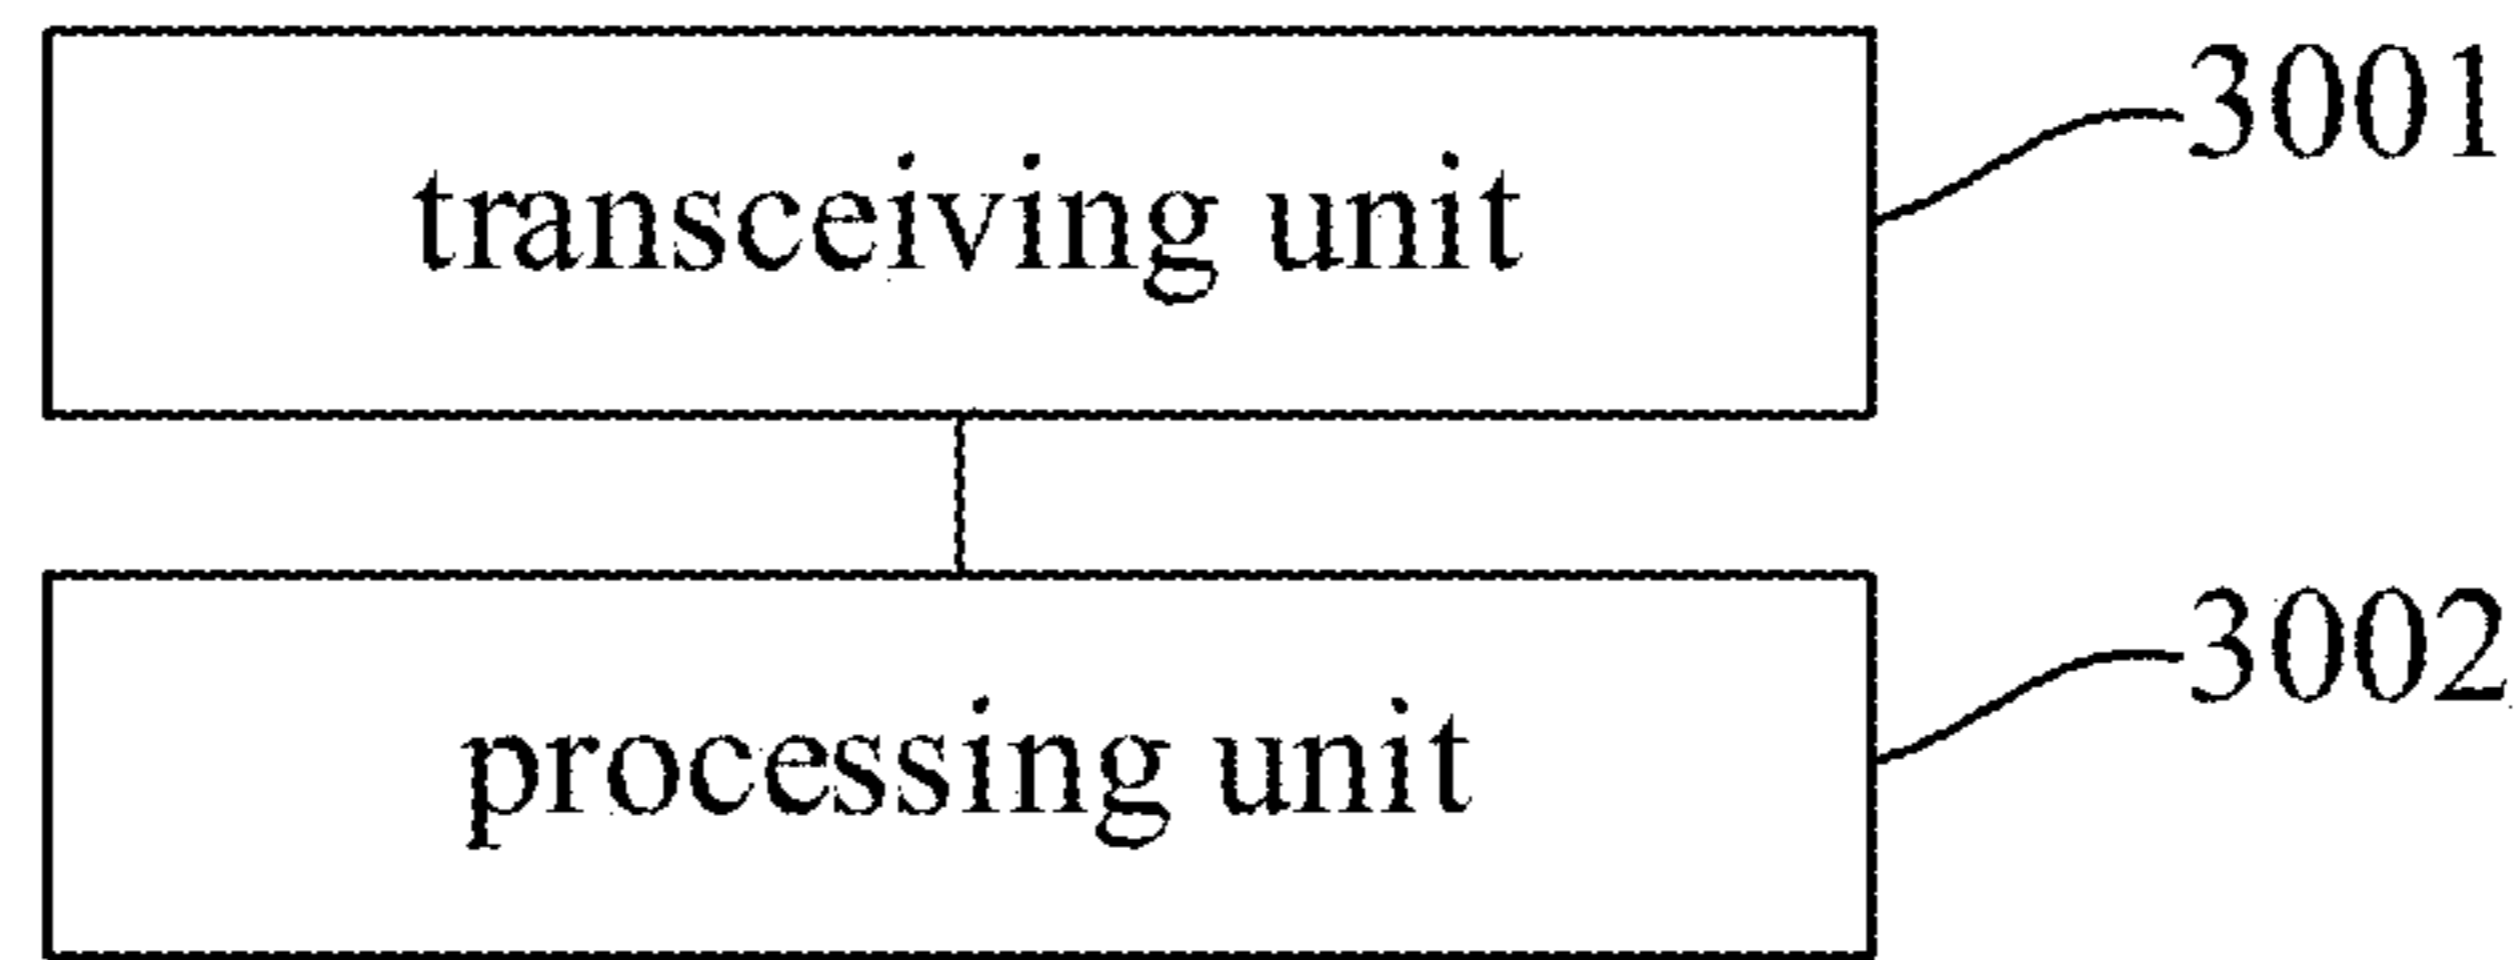 transceiving unit
3001
processing unit
3002